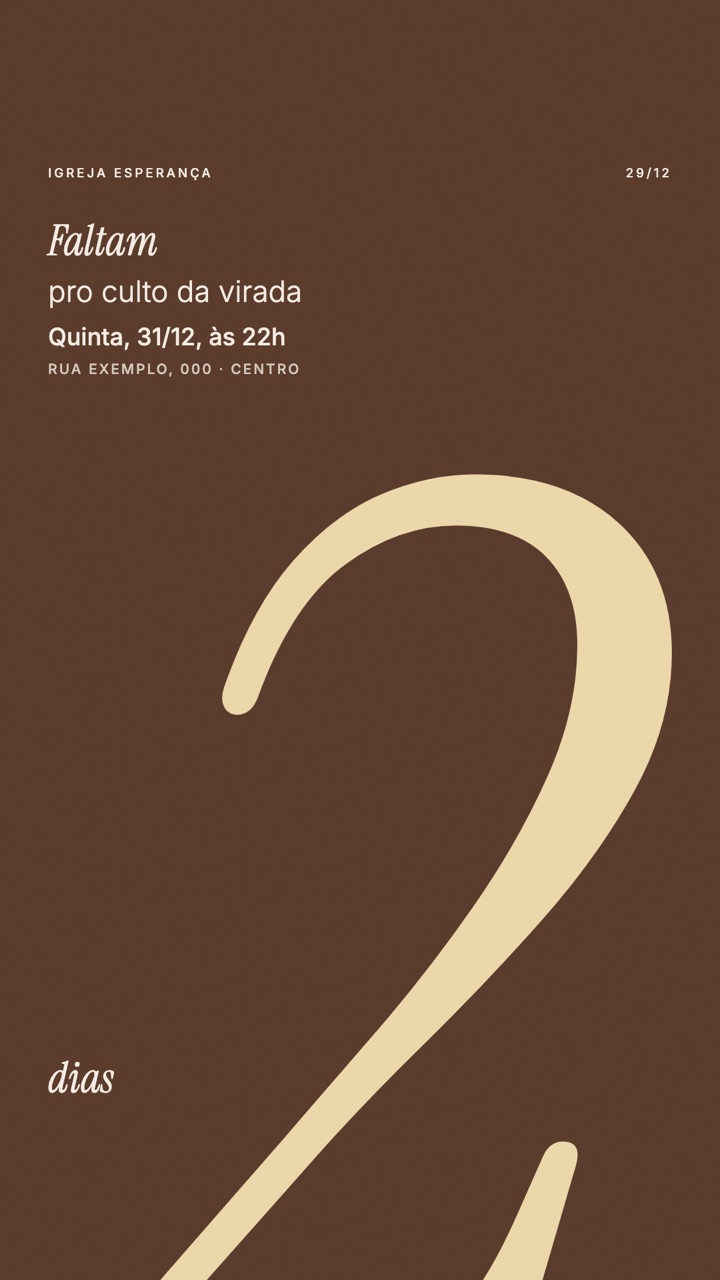 IGREJA ESPERANÇA 29/12
Faltam
pro culto da virada
Quinta, 31/12, às 22h
RUA EXEMPLO, 000 · CENTRO
2
dias